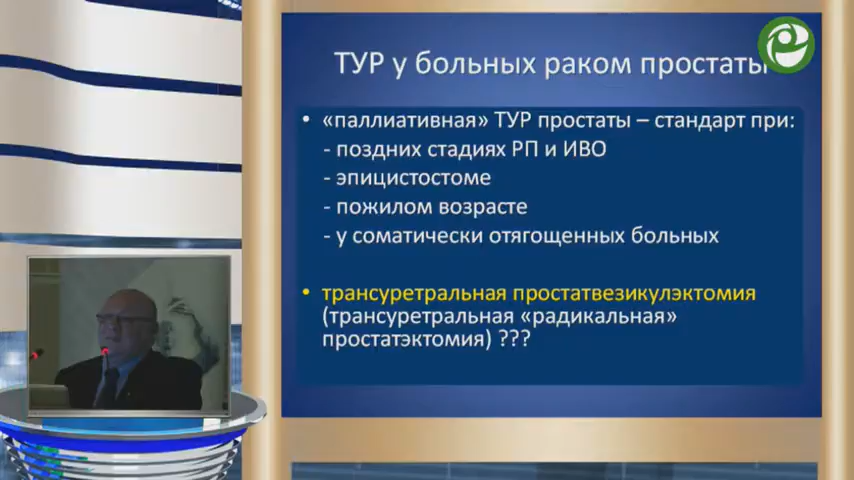 ТУР у больных раком простаты
• «паллиативная» ТУР простаты – стандарт при:
- поздних стадиях РП и ИВО
- эпицистостоме
- пожилом возрасте
- у соматически отягощенных больных
• трансуретральная простатвезикулэктомия
(трансуретральная «радикальная»
простатэктомия) ???